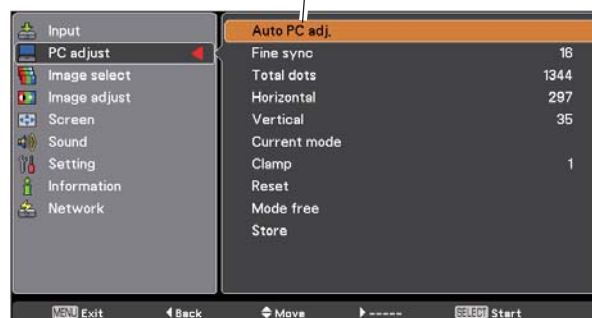 Input
PC adjust
Image select
Image adjust
Screen
Sound
Setting
Information
Network
Auto PC adj.
Fine sync 16
Total dots 1344
Horizontal 297
Vertical 35
Current mode
Clamp 1
Reset
Mode free
Store
MENU Exit Back Move ----- SELECT Start